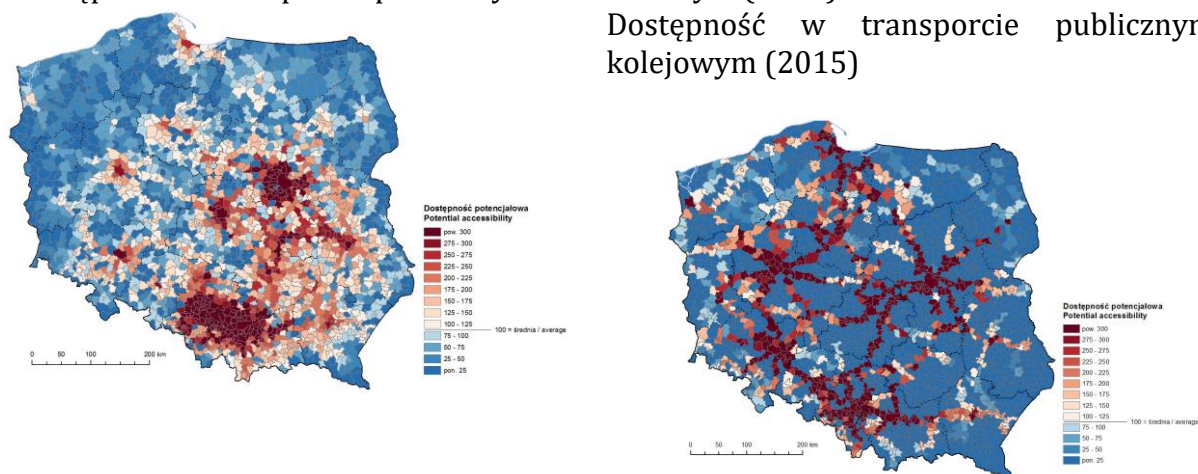 Dostępność w transporcie publicznym
kolejowym (2015)
Dostępność potencjałowa
Potential accessibility
pow. 300
275 - 300
250 - 275
225 - 250
200 - 225
175 - 200
150 - 175
125 - 150
100 - 125
100 = średnia / average
75 - 100
50 - 75
25 - 50
pon. 25
0 50 100 200 km
Dostępność potencjałowa
Potential accessibility
pow. 300
275 - 300
250 - 275
225 - 250
200 - 225
175 - 200
150 - 175
125 - 150
100 - 125
100 = średnia / average
75 - 100
50 - 75
25 - 50
pon. 25
0 50 100 200 km